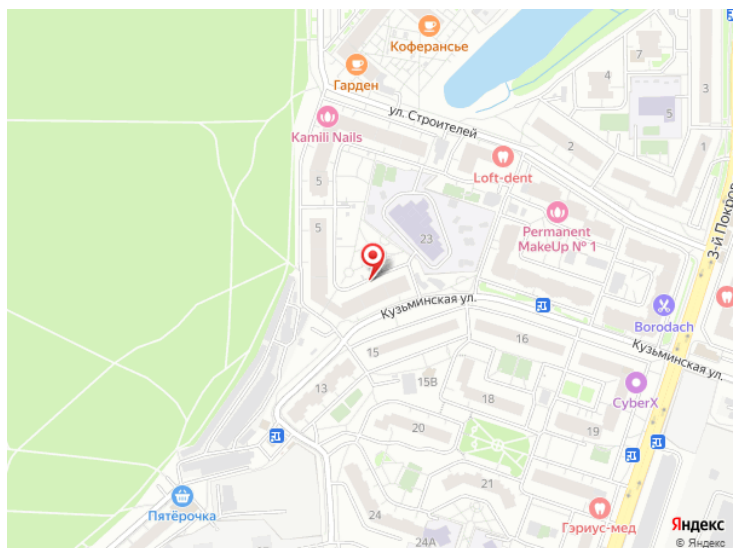 Коферансье
7
4
3
Гарден
ул. Строителей
5
1
Kamili Nails
2
Loft-dent
5
5
Permanent
MakeUp № 1
23
3-й Покров
Кузьминская ул.
Borodach
Кузьминская ул.
15
16
13
15В
CyberX
18
20
19
21
Пятёрочка
24
Гэриус-мед
24А
Яндекс
© Яндекс